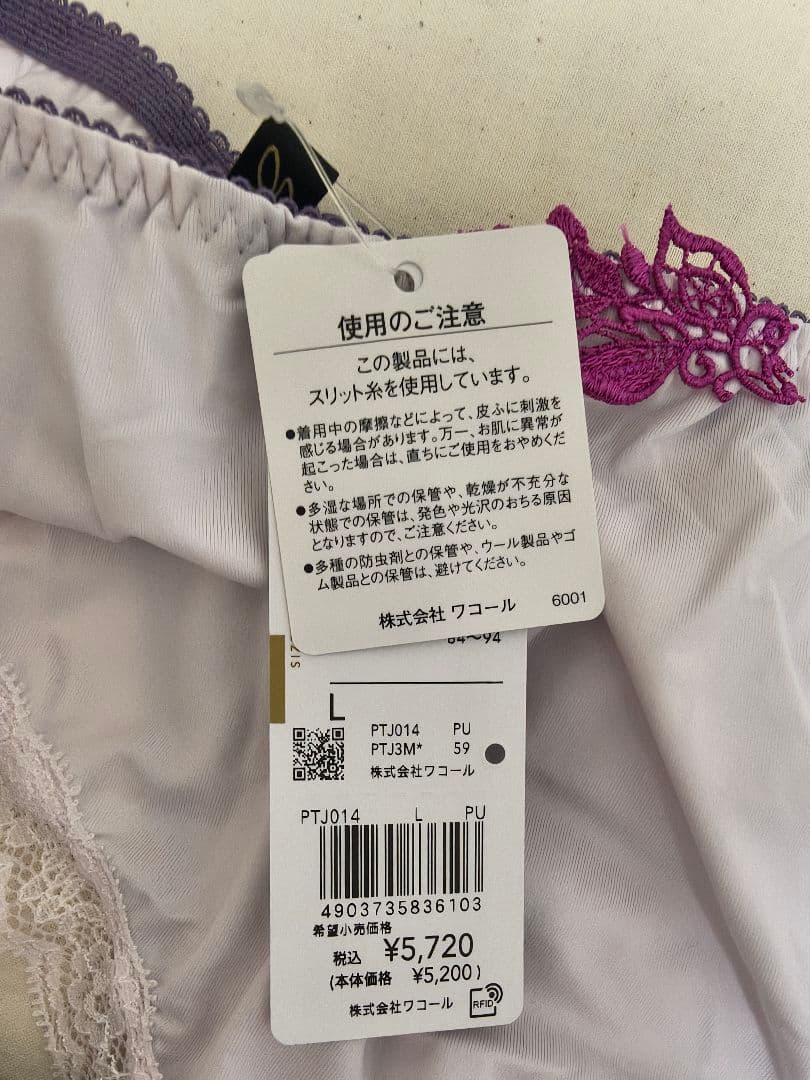 使用のご注意
この製品には、
スリット糸を使用しています。
●着用中の摩擦などによって、皮ふに刺激を
感じる場合があります。万一、お肌に異常が
起こった場合は、直ちにご使用をおやめくだ
さい。
●多湿な場所での保管や、乾燥が不充分な
状態での保管は、発色や光沢のおちる原因
となりますので、ご注意ください。
●多種の防虫剤との保管や、ウール製品やゴ
ム製品との保管は、避けてください。
株式会社 ワコール 6001
84〜94
L
PTJ014 PU
PTJ3M* 59
株式会社ワコール
PTJ014 L PU
4903735836103
希望小売価格
税込 ¥5,720
(本体価格 ¥5,200)
株式会社ワコール RFID